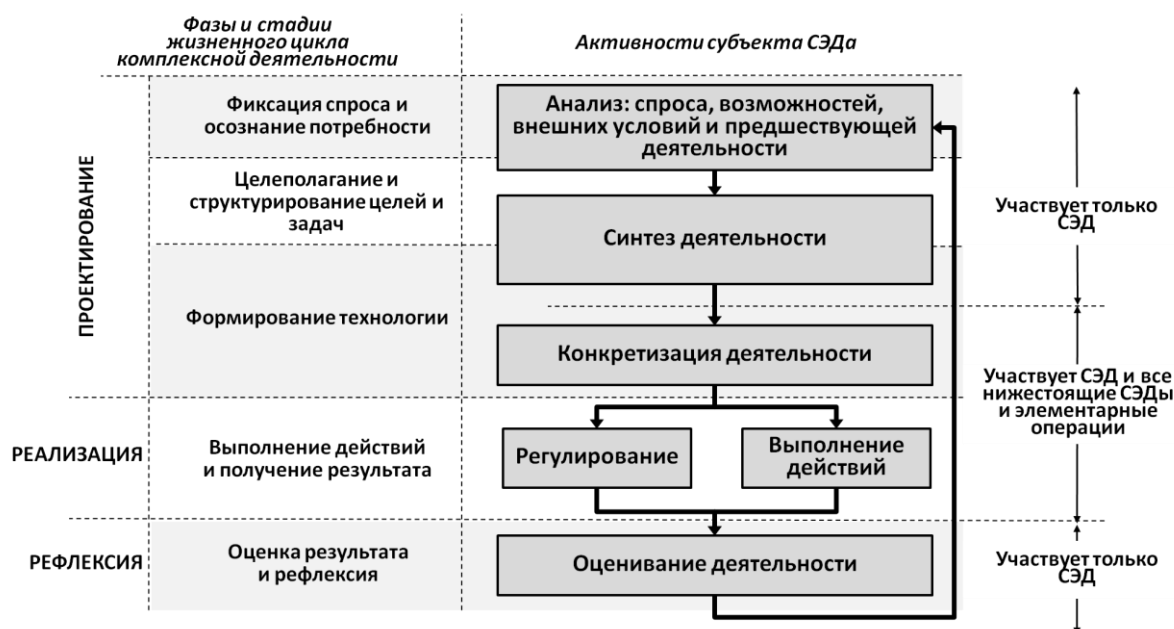 Фазы и стадии
жизненного цикла
комплексной деятельности
Активности субъекта СЭДа
ПРОЕКТИРОВАНИЕ
Фиксация спроса и
осознание потребности
Анализ: спроса, возможностей,
внешних условий и предшествующей
деятельности
Целеполагание и
структурирование целей и
задач
Синтез деятельности
Участвует только
СЭД
Формирование технологии
Конкретизация деятельности
Участвует СЭД и все
нижестоящие СЭДы
и элементарные
операции
РЕАЛИЗАЦИЯ
Выполнение действий
и получение результата
Регулирование
Выполнение
действий
РЕФЛЕКСИЯ
Оценка результата
и рефлексия
Оценивание деятельности
Участвует только
СЭД